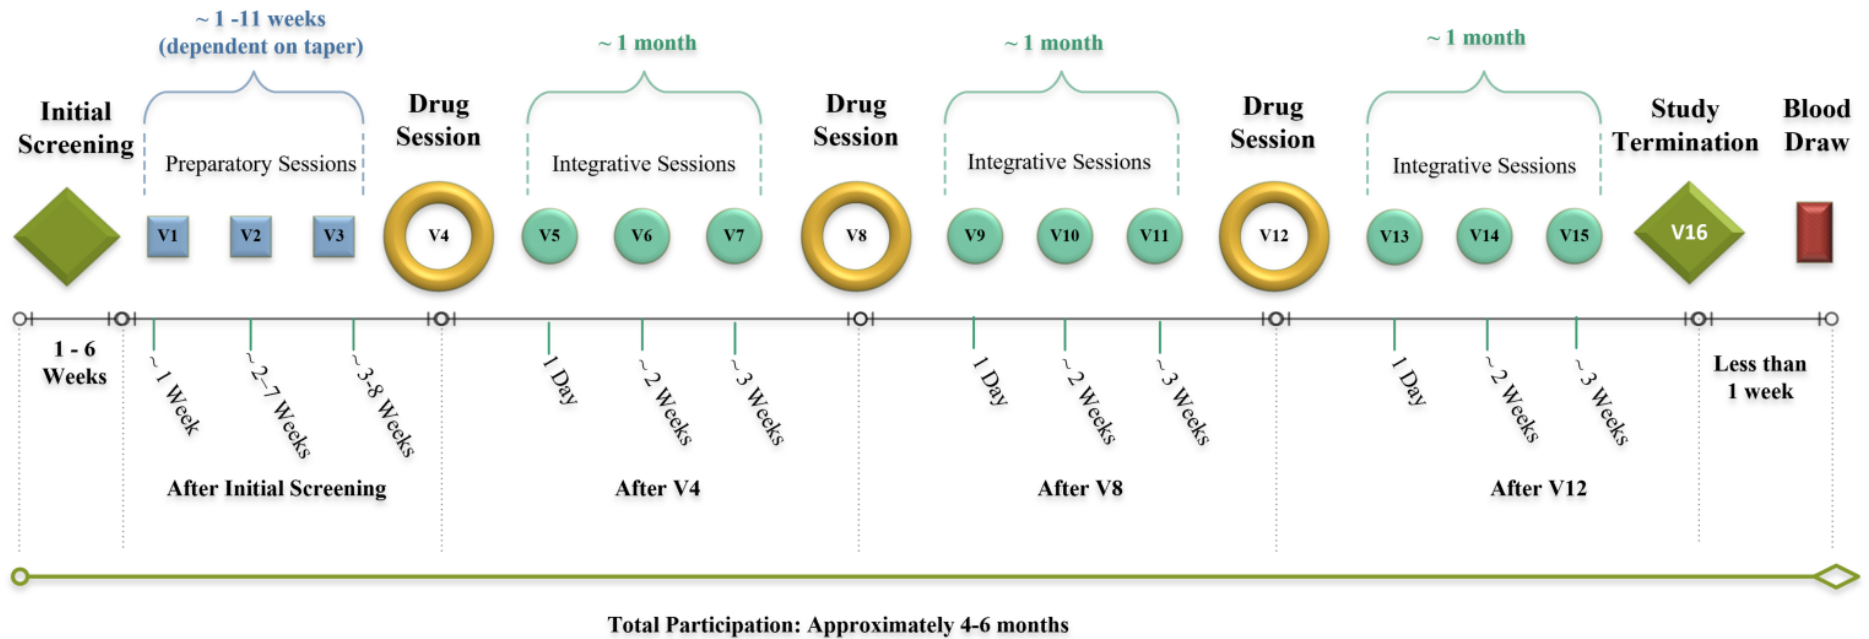 ~ 1 -11 weeks
(dependent on taper)
~ 1 month
~ 1 month
~ 1 month
Initial
Screening
Preparatory Sessions
Drug
Session
Integrative Sessions
Drug
Session
Integrative Sessions
Drug
Session
Integrative Sessions
Study
Termination
Blood
Draw
V1
V2
V3
V4
V5
V6
V7
V8
V9
V10
V11
V12
V13
V14
V15
V16
1 - 6
Weeks
~ 1 Week
~ 2–7 Weeks
~ 3-8 Weeks
1 Day
~ 2 Weeks
~ 3 Weeks
1 Day
~ 2 Weeks
~ 3 Weeks
1 Day
~ 2 Weeks
~ 3 Weeks
Less than
1 week
After Initial Screening
After V4
After V8
After V12
Total Participation: Approximately 4-6 months